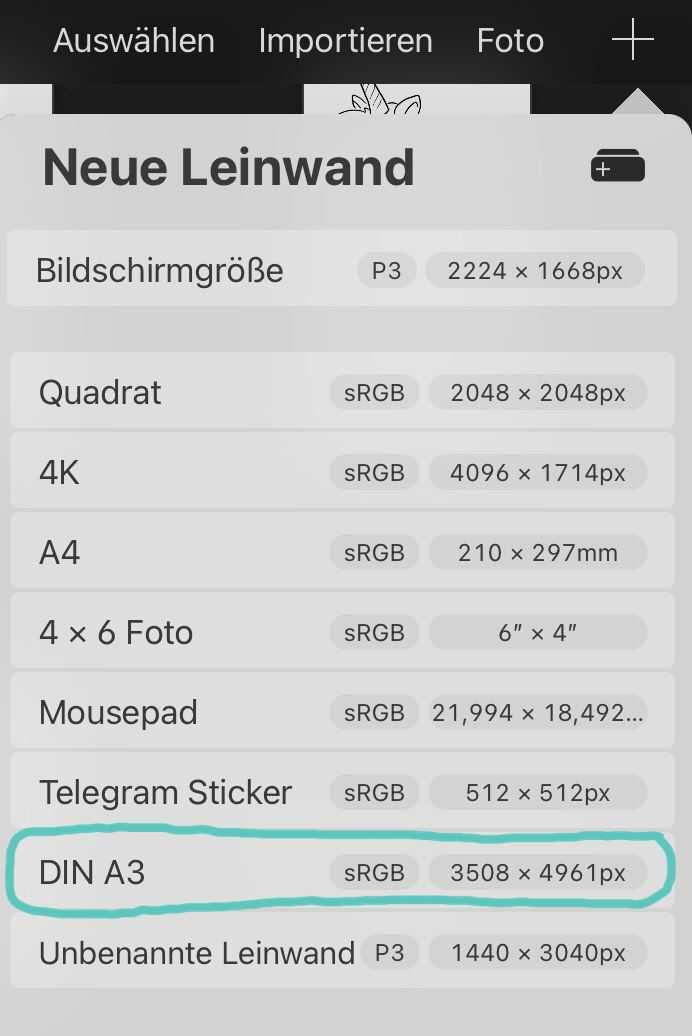 Auswählen Importieren Foto
Neue Leinwand
Bildschirmgröße P3 2224 × 1668px
Quadrat sRGB 2048 × 2048px
4K sRGB 4096 × 1714px
A4 sRGB 210 × 297mm
4 × 6 Foto sRGB 6″ × 4″
Mousepad sRGB 21,994 × 18,492...
Telegram Sticker sRGB 512 × 512px
DIN A3 sRGB 3508 × 4961px
Unbenannte Leinwand P3 1440 × 3040px